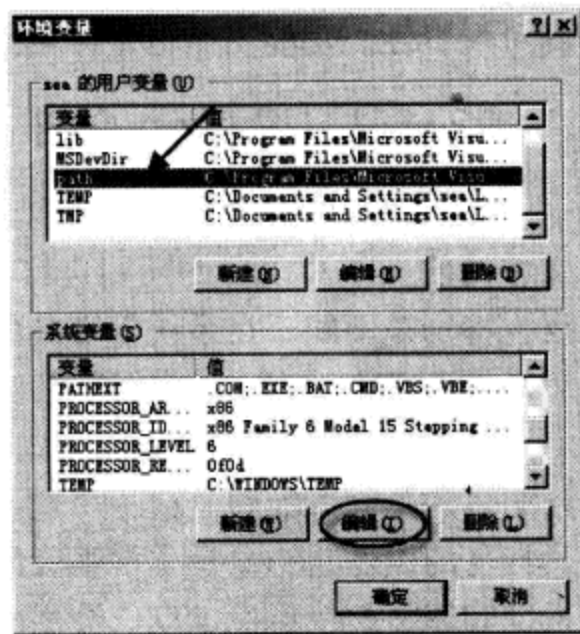 环境变量
sea 的用户变量(U)
变量 值
lib C:\Program Files\Microsoft Visu...
MSDevDir C:\Program Files\Microsoft Visu...
path C:\Program Files\Microsoft Visu...
TEMP C:\Documents and Settings\sea\L...
TMP C:\Documents and Settings\sea\L...
新建(N) 编辑(E) 删除(D)
系统变量(S)
变量 值
PATHEXT .COM;.EXE;.BAT;.CMD;.VBS;.VBE;....
PROCESSOR_AR... x86
PROCESSOR_ID... x86 Family 6 Model 15 Stepping ...
PROCESSOR_LEVEL 6
PROCESSOR_RE... 0f0d
TEMP C:\WINDOWS\TEMP
新建(W) 编辑(I) 删除(L)
确定 取消